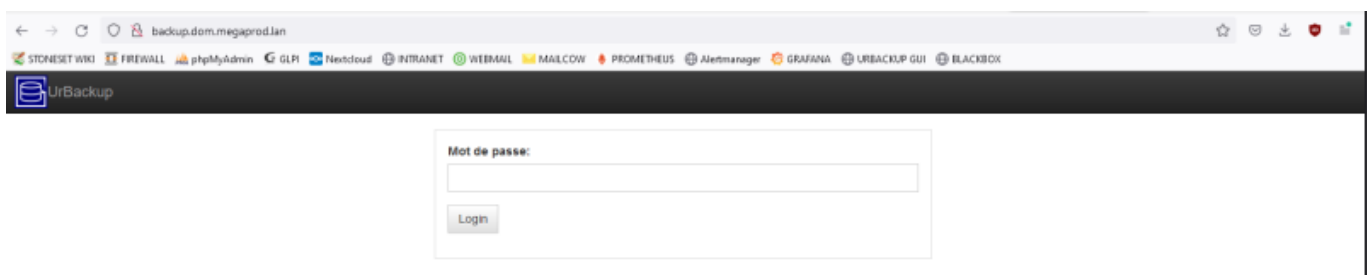 backup.dom.megaprod.lan
STONESET WIKI FIREWALL phpMyAdmin GLPI Nextcloud INTRANET WEBMAIL MAILCOW PROMETHEUS Alertmanager GRAFANA URBACKUP GUI BLACKBOX
UrBackup
Mot de passe:
Login